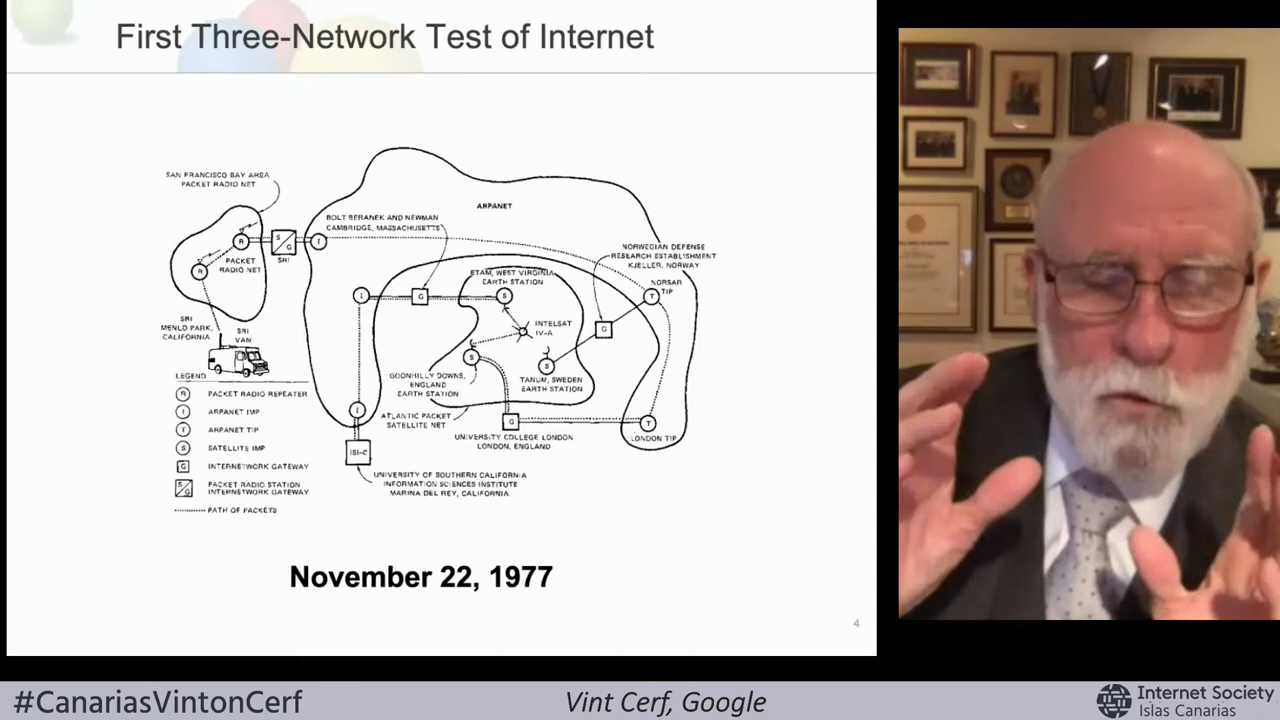 First Three-Network Test of Internet
SAN FRANCISCO BAY AREA
PACKET RADIO NET
ARPANET
BOLT BERANEK AND NEWMAN
CAMBRIDGE, MASSACHUSETTS
R
S
G
I
SRI
PACKET
RADIO NET
R
NORWEGIAN DEFENSE
RESEARCH ESTABLISHMENT
KJELLER, NORWAY
ETAM, WEST VIRGINIA
EARTH STATION
NORSAR
TIP
I
G
S
T
INTELSAT
IV-A
G
SRI
MENLO PARK,
CALIFORNIA
SRI
VAN
S
S
GOONHILLY DOWNS,
ENGLAND
EARTH STATION
TANUM, SWEDEN
EARTH STATION
LEGEND
R PACKET RADIO REPEATER
I ARPANET IMP
T ARPANET TIP
S SATELLITE IMP
G INTERNETWORK GATEWAY
S/G PACKET RADIO STATION
INTERNETWORK GATEWAY
PATH OF PACKETS
I
ATLANTIC PACKET
SATELLITE NET
G
T
UNIVERSITY COLLEGE LONDON
LONDON, ENGLAND
LONDON TIP
ISI-C
UNIVERSITY OF SOUTHERN CALIFORNIA
INFORMATION SCIENCES INSTITUTE
MARINA DEL REY, CALIFORNIA
November 22, 1977
4
#CanariasVintonCerf
Vint Cerf, Google
Internet Society
Islas Canarias